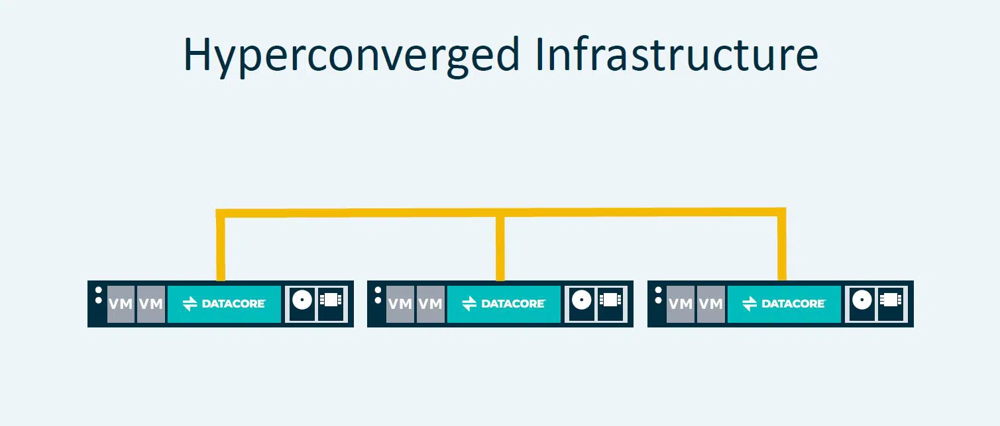 Hyperconverged Infrastructure
VM VM DATACORE VM VM DATACORE VM VM DATACORE